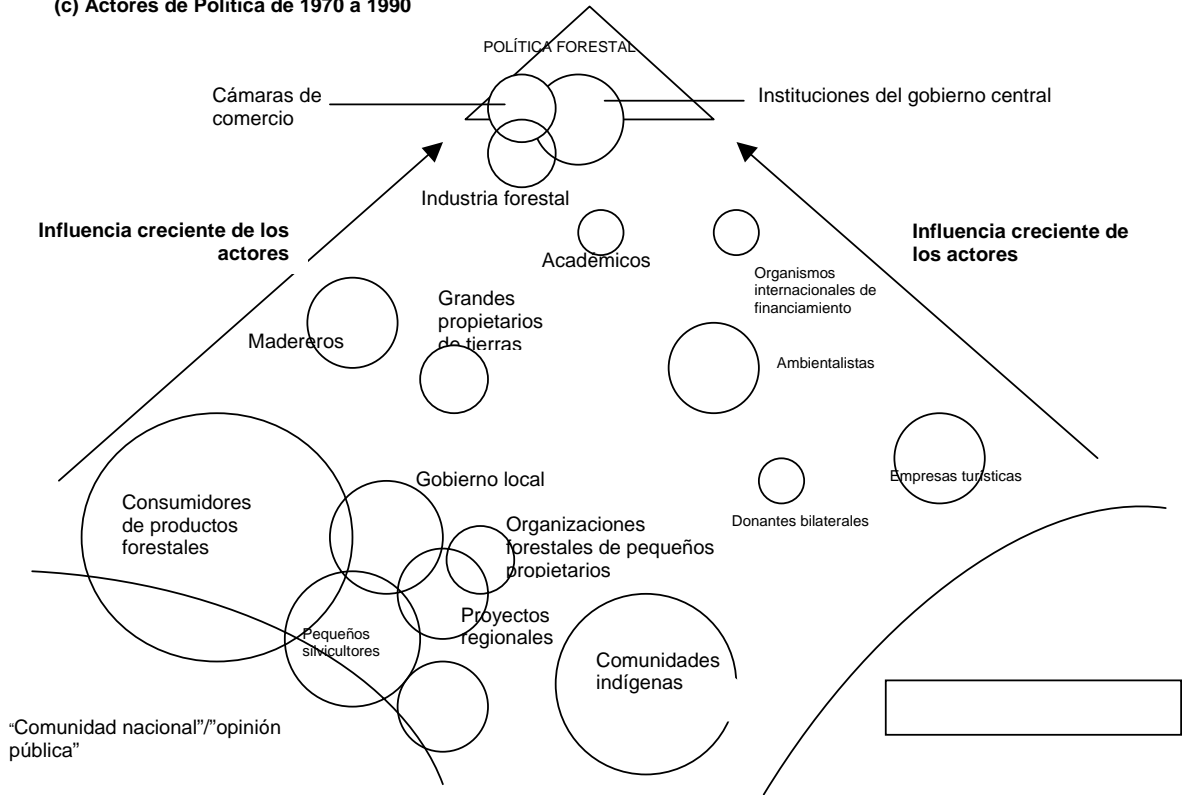 (c) Actores de Política de 1970 a 1990
POLÍTICA FORESTAL
Cámaras de
comercio
Instituciones del gobierno central
Industria forestal
Influencia creciente de los
actores
Influencia creciente de
los actores
Académicos
Organismos
internacionales de
financiamiento
Grandes
propietarios
de tierras
Madereros
Ambientalistas
Empresas turísticas
Gobierno local
Consumidores
de productos
forestales
Donantes bilaterales
Organizaciones
forestales de pequeños
propietarios
Proyectos
regionales
Pequeños
silvicultores
Comunidades
indígenas
“Comunidad nacional”/”opinión
pública”